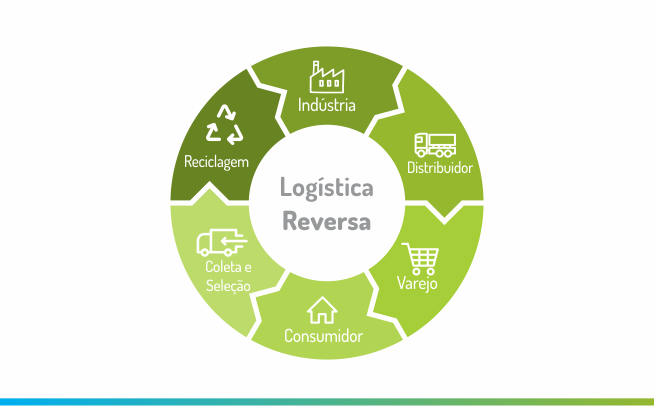 Indústria
Distribuidor
Varejo
Consumidor
Coleta e
Seleção
Reciclagem
Logística
Reversa